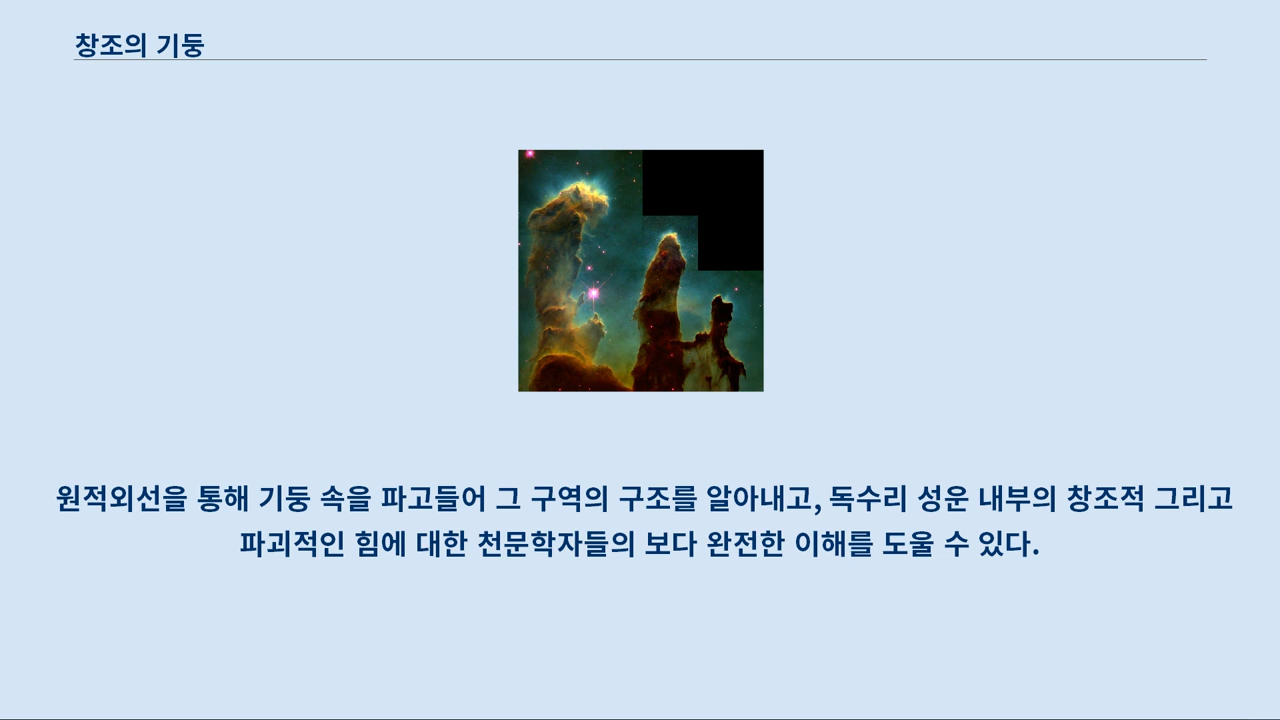 창조의 기둥
원적외선을 통해 기둥 속을 파고들어 그 구역의 구조를 알아내고, 독수리 성운 내부의 창조적 그리고
파괴적인 힘에 대한 천문학자들의 보다 완전한 이해를 도울 수 있다.